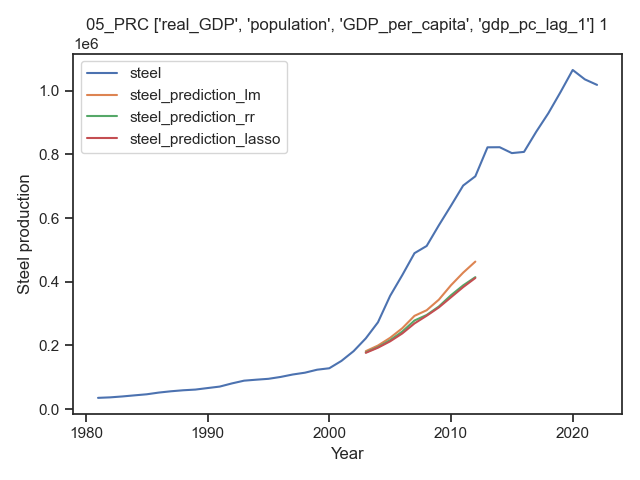 05_PRC ['real_GDP', 'population', 'GDP_per_capita', 'gdp_pc_lag_1'] 1
1e6
steel
steel_prediction_lm
steel_prediction_rr
steel_prediction_lasso
1.0
0.8
0.6
0.4
0.2
0.0
Steel production
1980
1990
2000
2010
2020
Year